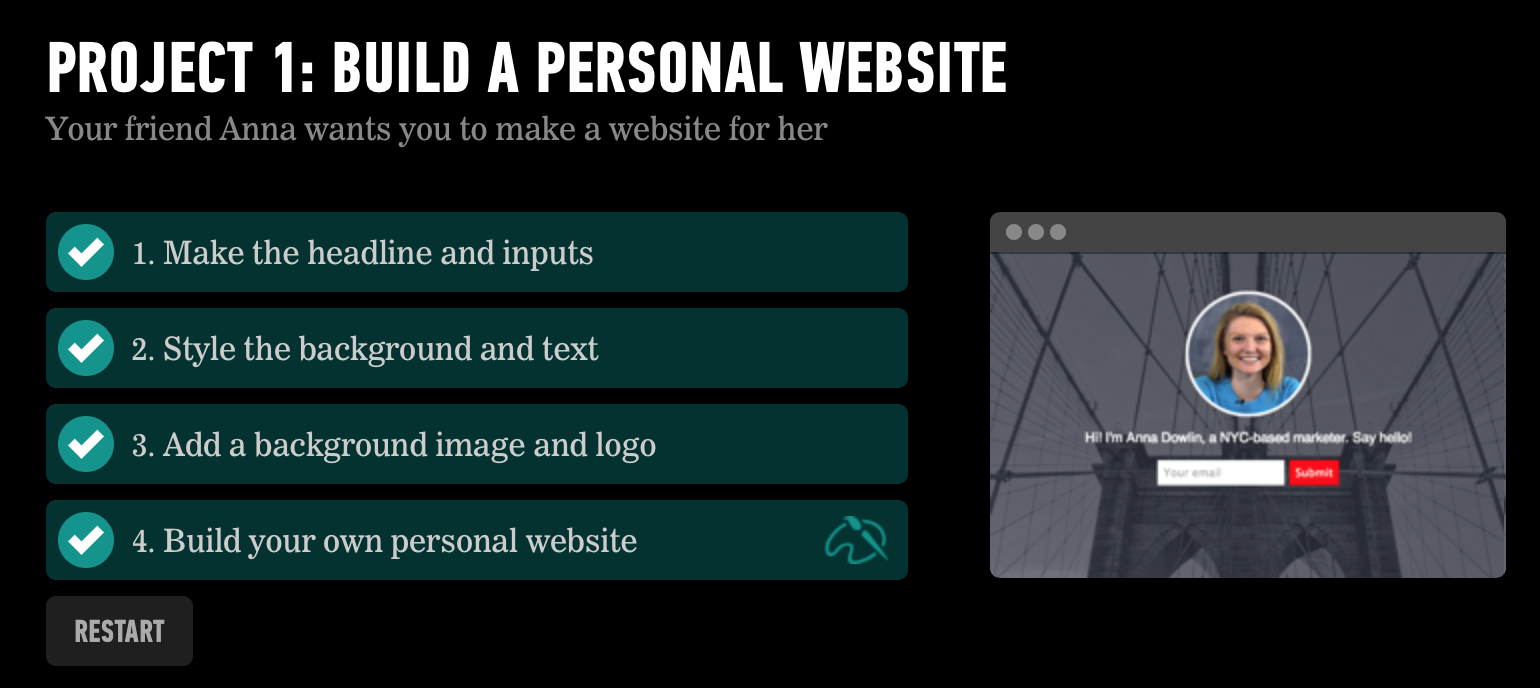 PROJECT 1: BUILD A PERSONAL WEBSITE
Your friend Anna wants you to make a website for her
1. Make the headline and inputs
2. Style the background and text
3. Add a background image and logo
4. Build your own personal website
RESTART
Hi! I'm Anna Dowlin, a NYC-based marketer. Say hello!
Your email
Submit